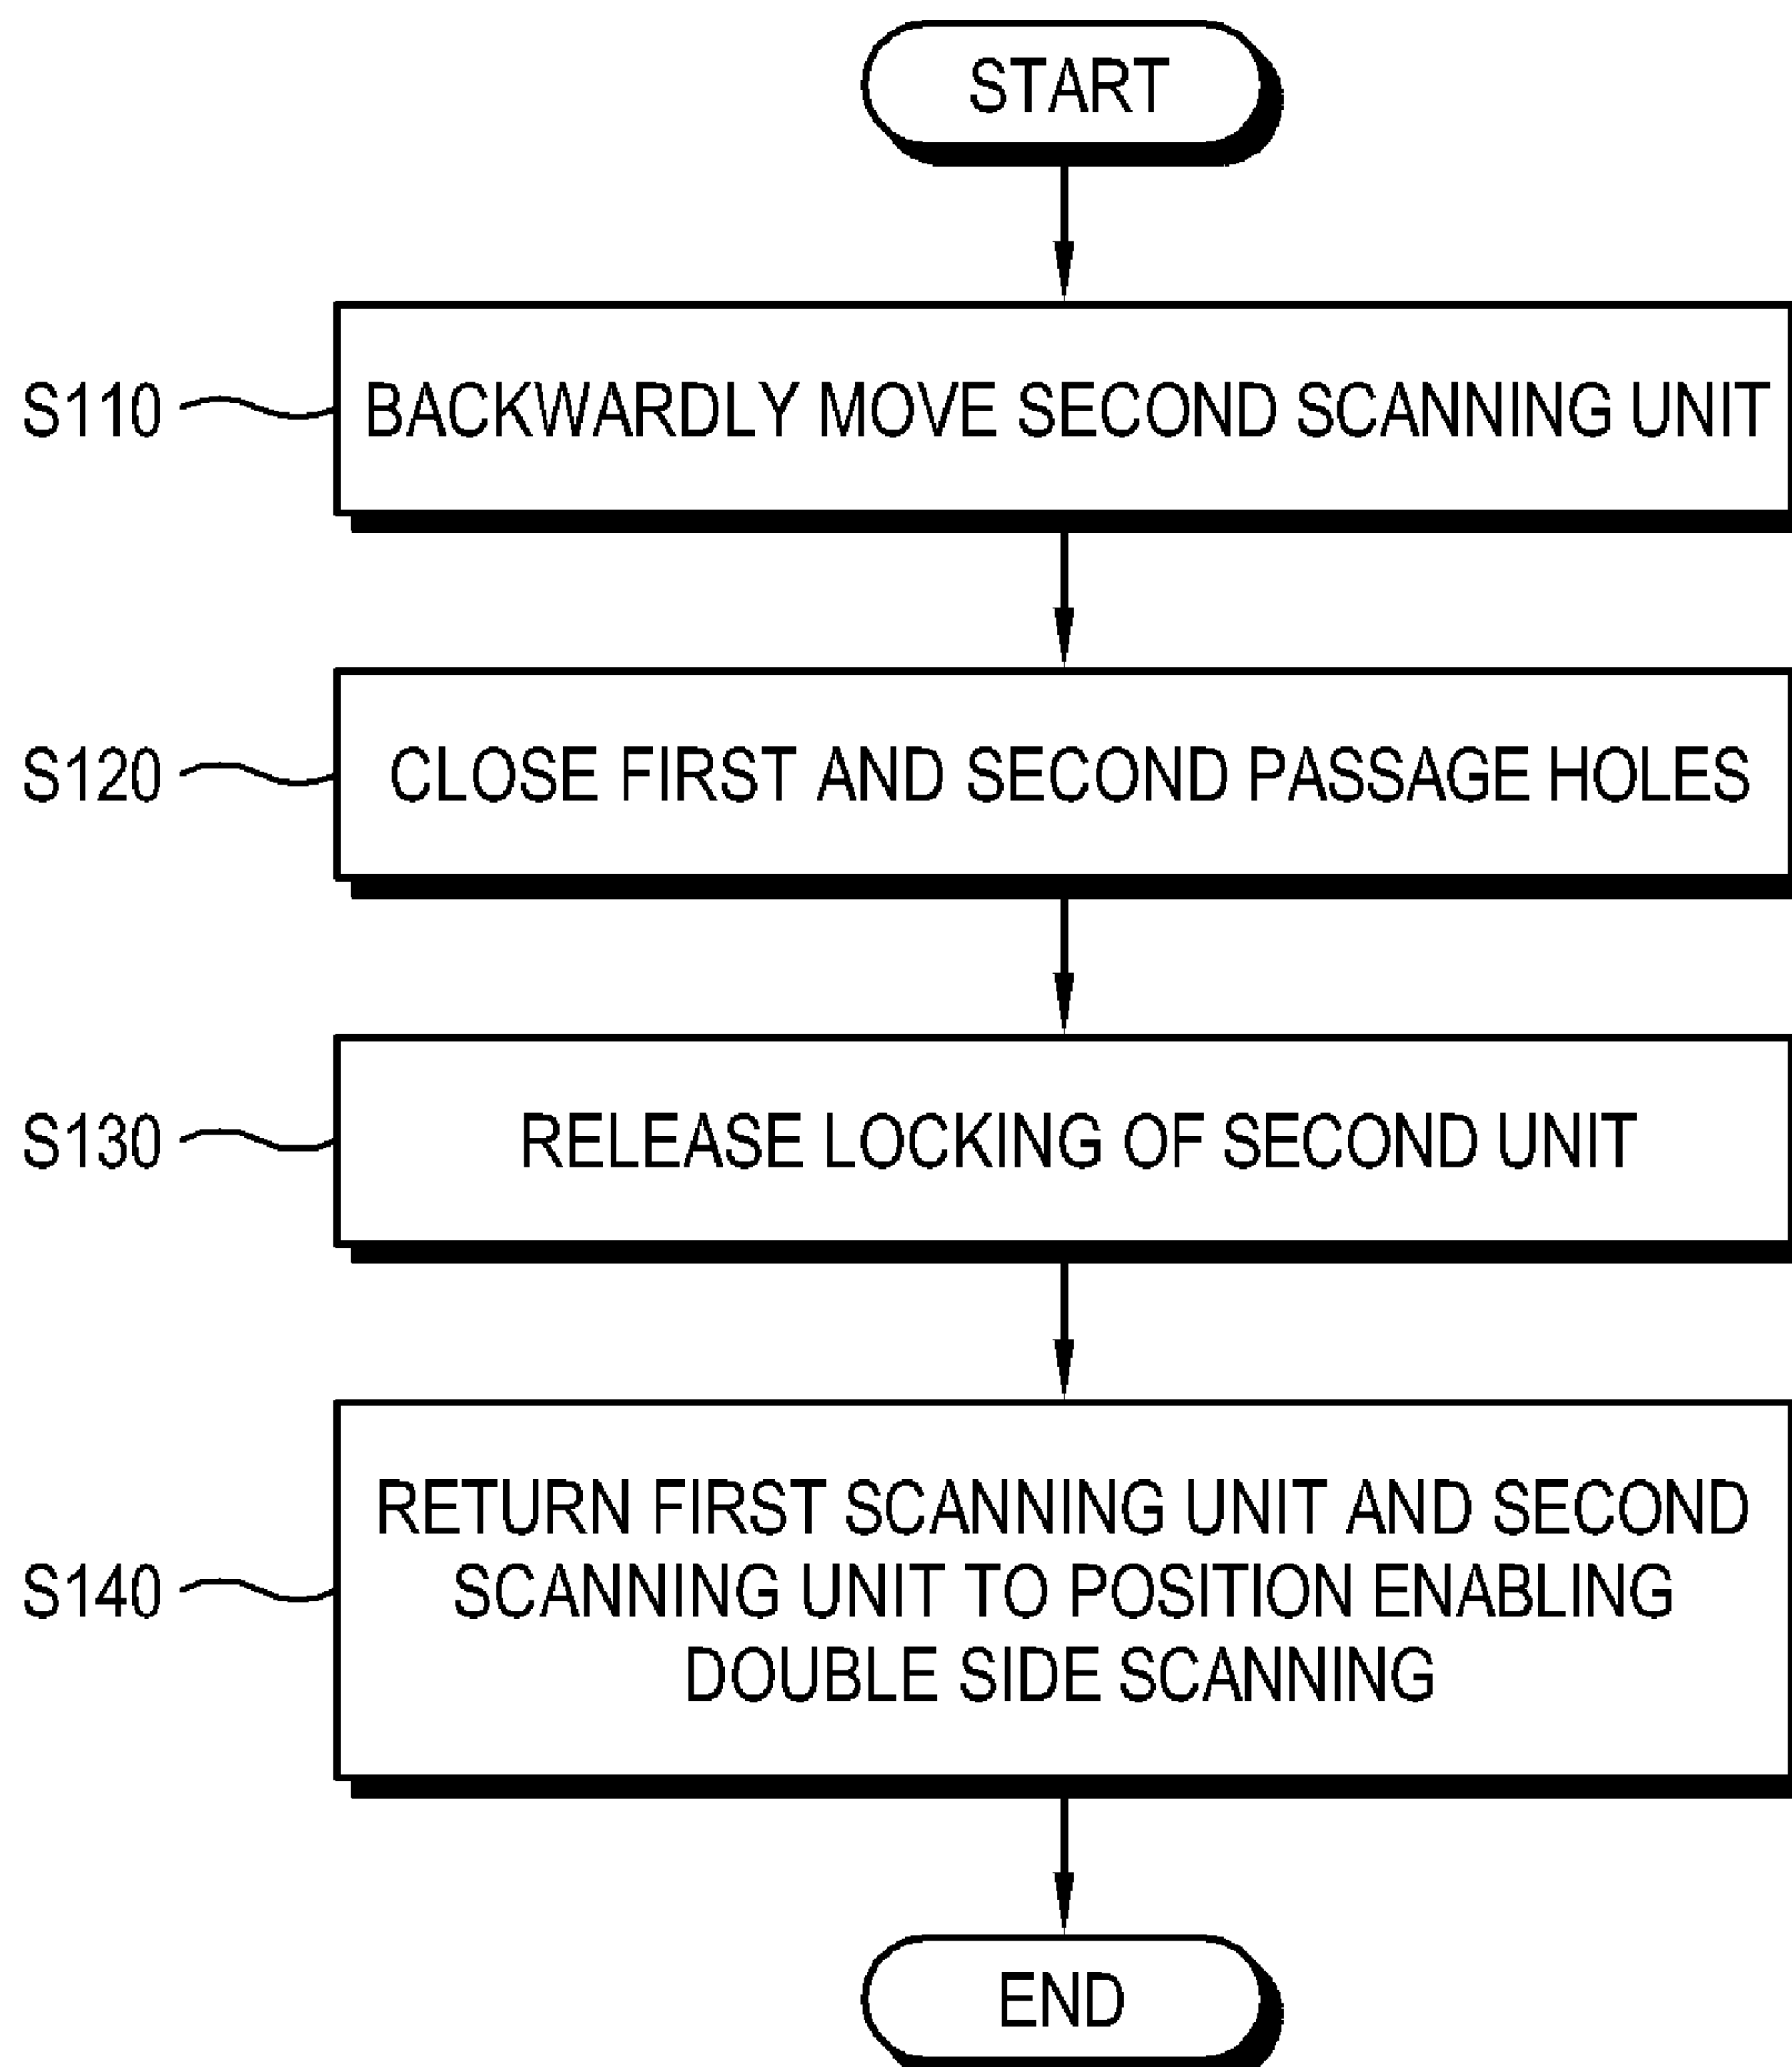 START
S110
BACKWARDLY MOVE SECOND SCANNING UNIT
S120
CLOSE FIRST AND SECOND PASSAGE HOLES
S130
RELEASE LOCKING OF SECOND UNIT
S140
RETURN FIRST SCANNING UNIT AND SECOND
SCANNING UNIT TO POSITION ENABLING
DOUBLE SIDE SCANNING
END